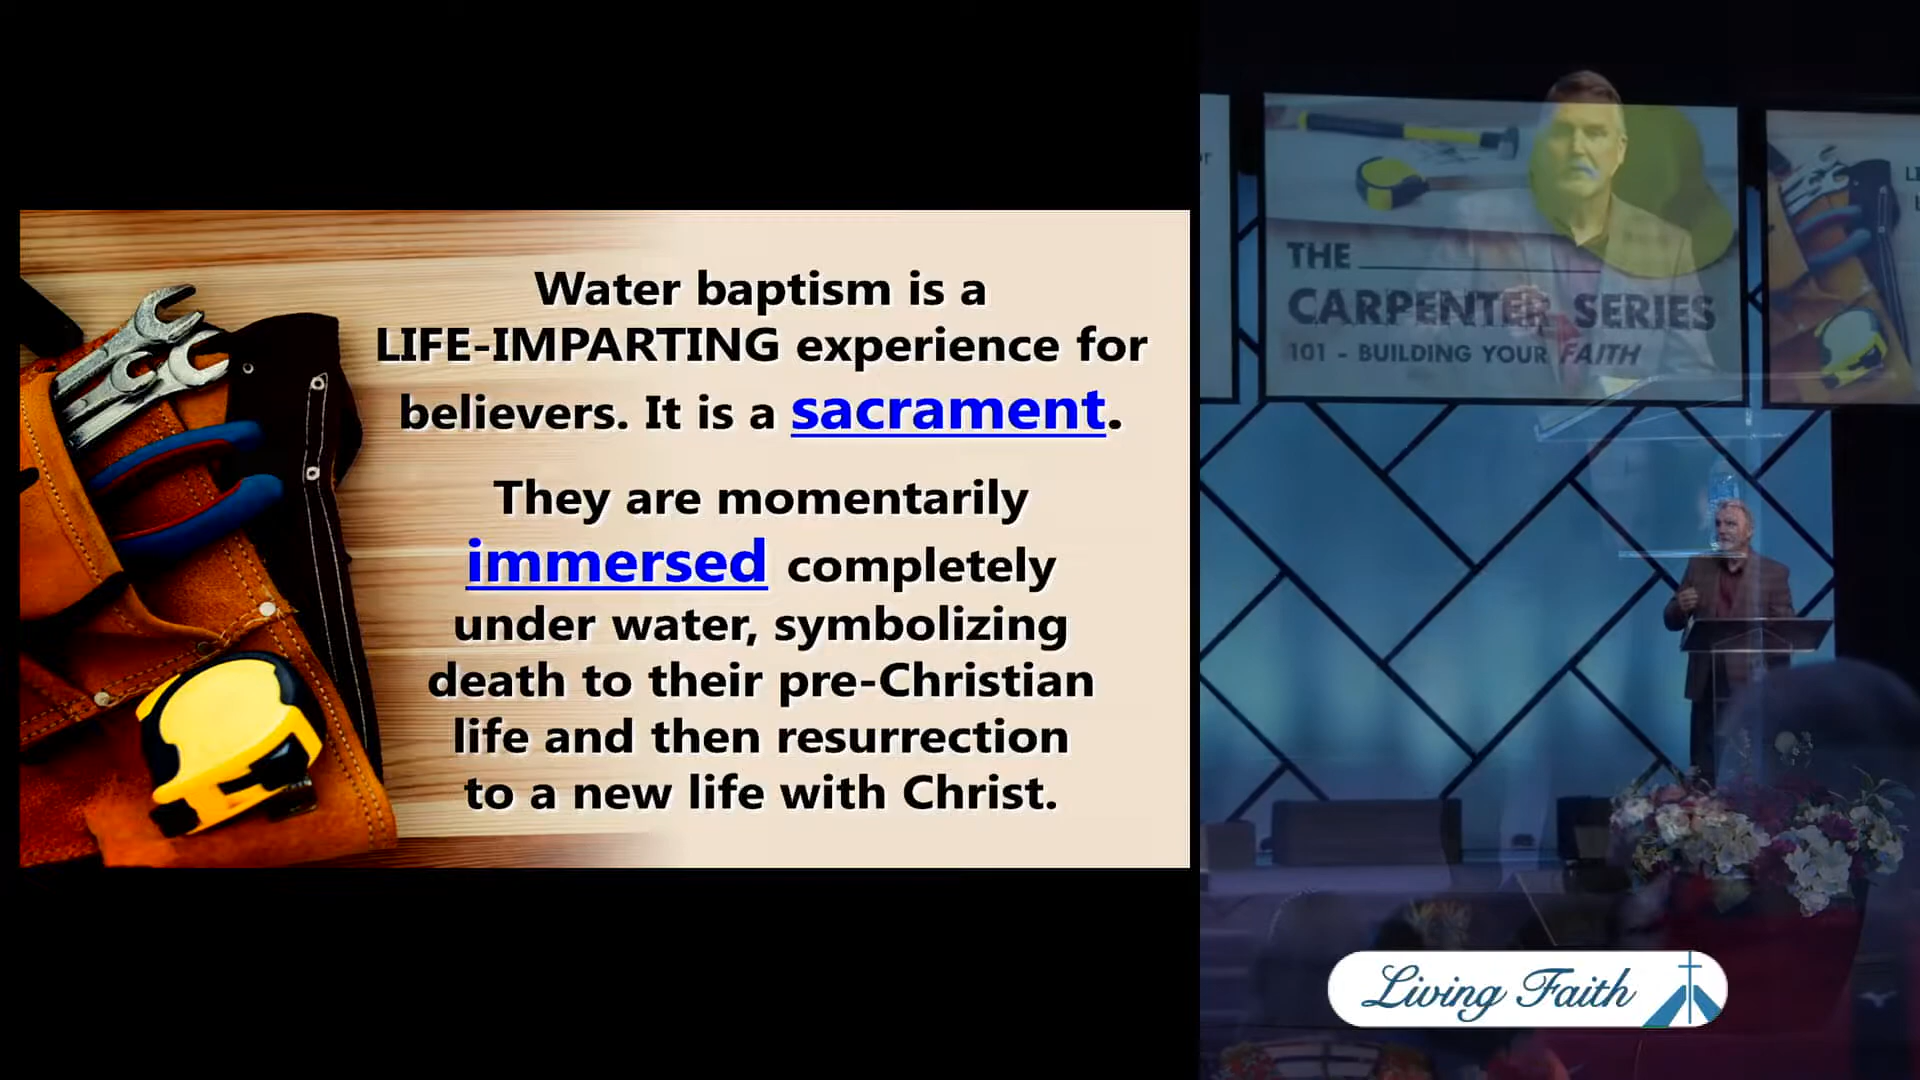 Water baptism is a
LIFE-IMPARTING experience for
believers. It is a sacrament.
They are momentarily
immersed completely
under water, symbolizing
death to their pre-Christian
life and then resurrection
to a new life with Christ.
THE
CARPENTER SERIES
101 - BUILDING YOUR FAITH
Living Faith